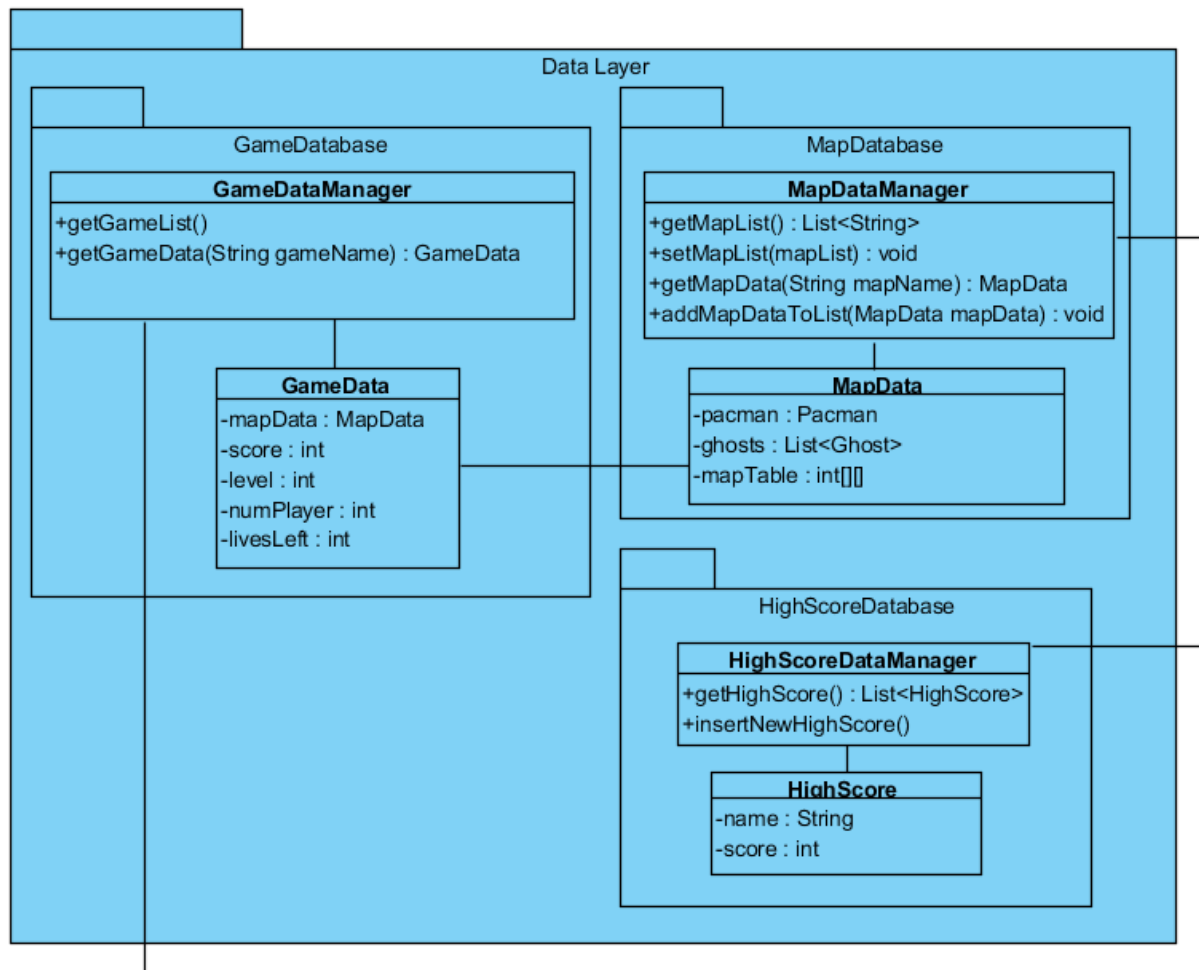 Data Layer
GameDatabase
GameDataManager
+getGameList()
+getGameData(String gameName) : GameData
GameData
-mapData : MapData
-score : int
-level : int
-numPlayer : int
-livesLeft : int
MapDatabase
MapDataManager
+getMapList() : List<String>
+setMapList(mapList) : void
+getMapData(String mapName) : MapData
+addMapDataToList(MapData mapData) : void
MapData
-pacman : Pacman
-ghosts : List<Ghost>
-mapTable : int[][]
HighScoreDatabase
HighScoreDataManager
+getHighScore() : List<HighScore>
+insertNewHighScore()
HighScore
-name : String
-score : int